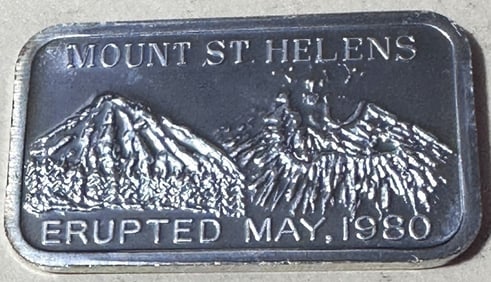 MOUNT ST. HELENS
ERUPTED MAY, 1980